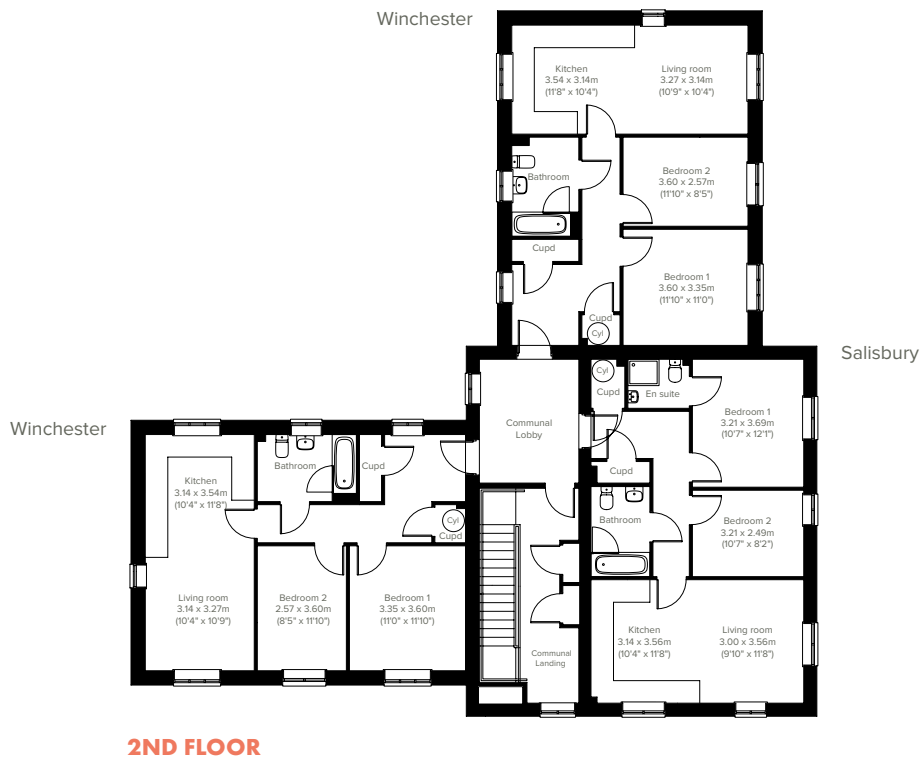 Winchester
Kitchen
3.54 x 3.14m
(11'8" x 10'4")
Living room
3.27 x 3.14m
(10'9" x 10'4")
Bathroom
Bedroom 2
3.60 x 2.57m
(11'10" x 8'5")
Cupd
Bedroom 1
3.60 x 3.35m
(11'10" x 11'0")
Cupd
Cyl
Salisbury
Cyl
Cupd
En suite
Bedroom 1
3.21 x 3.69m
(10'7" x 12'1")
Communal
Lobby
Cupd
Bathroom
Bedroom 2
3.21 x 2.49m
(10'7" x 8'2")
Kitchen
3.14 x 3.56m
(10'4" x 11'8")
Living room
3.00 x 3.56m
(9'10" x 11'8")
Communal
Landing
Winchester
Kitchen
3.14 x 3.54m
(10'4" x 11'8")
Bathroom
Cupd
Cyl
Cupd
Living room
3.14 x 3.27m
(10'4" x 10'9")
Bedroom 2
2.57 x 3.60m
(8'5" x 11'10")
Bedroom 1
3.35 x 3.60m
(11'0" x 11'10")
2ND FLOOR